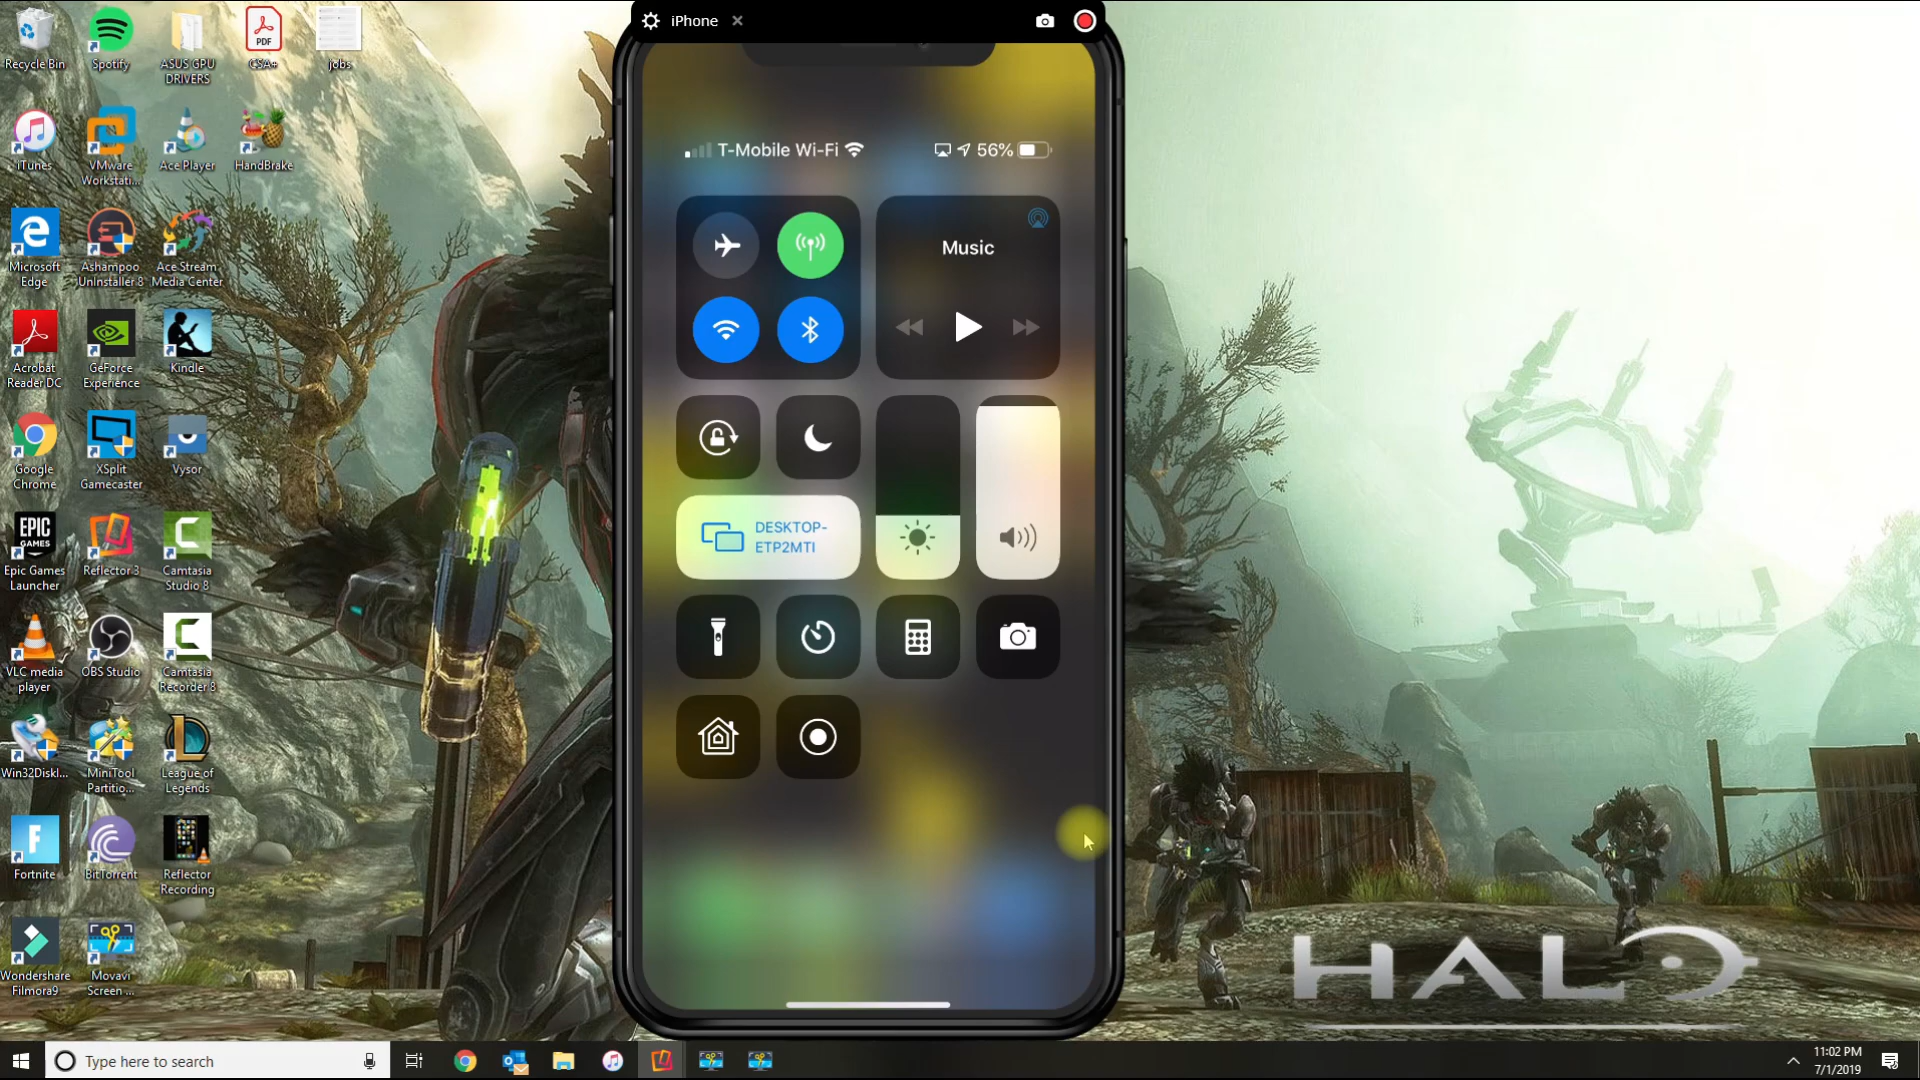 iPhone
T-Mobile Wi-Fi
56%
Music
DESKTOP-
ETP2MTI
Recycle Bin
Spotify
ASUS GPU
DRIVERS
PDF
CSA+
jobs
iTunes
VMware
Workstati...
Ace Player
HandBrake
Microsoft
Edge
Ashampoo
UnInstaller 8
Ace Stream
Media Center
Acrobat
Reader DC
GeForce
Experience
Kindle
Google
Chrome
XSplit
Gamecaster
Vysor
EPIC
GAMES
Epic Games
Launcher
Reflector 3
Camtasia
Studio 8
VLC media
player
OBS Studio
Camtasia
Recorder 8
Win32DiskI...
MiniTool
Partitio...
League of
Legends
Fortnite
BitTorrent
Reflector
Recording
Wondershare
Filmora9
Movavi
Screen ...
HALO
Type here to search
11:02 PM
7/1/2019